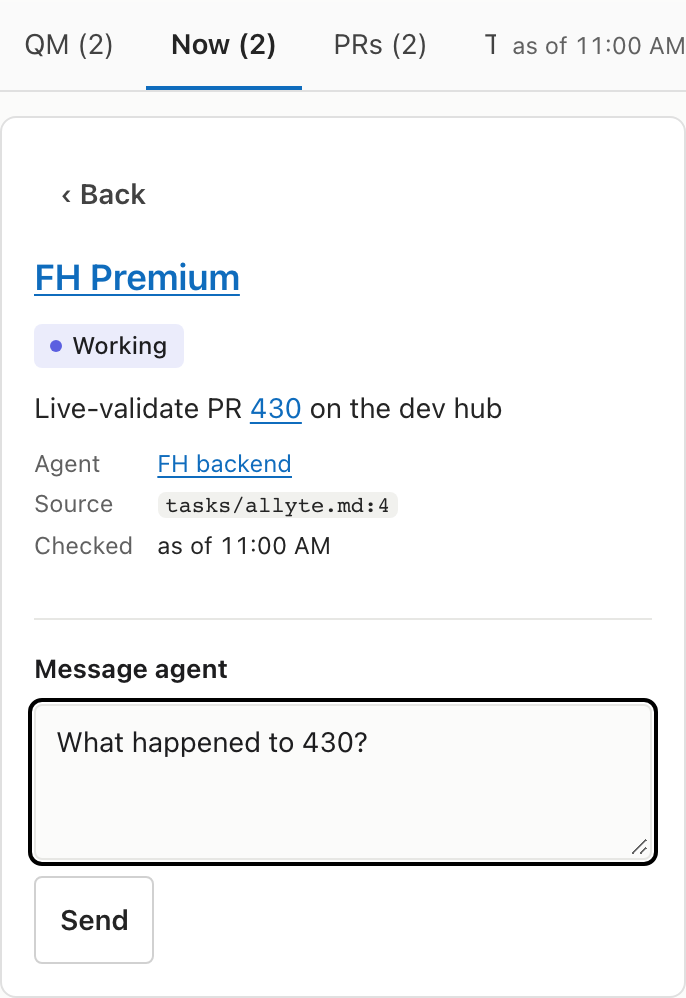 QM (2)
Now (2)
PRs (2)
T as of 11:00 AM
‹ Back
FH Premium
Working
Live-validate PR 430 on the dev hub
Agent FH backend
Source tasks/allyte.md:4
Checked as of 11:00 AM
Message agent
What happened to 430?
Send